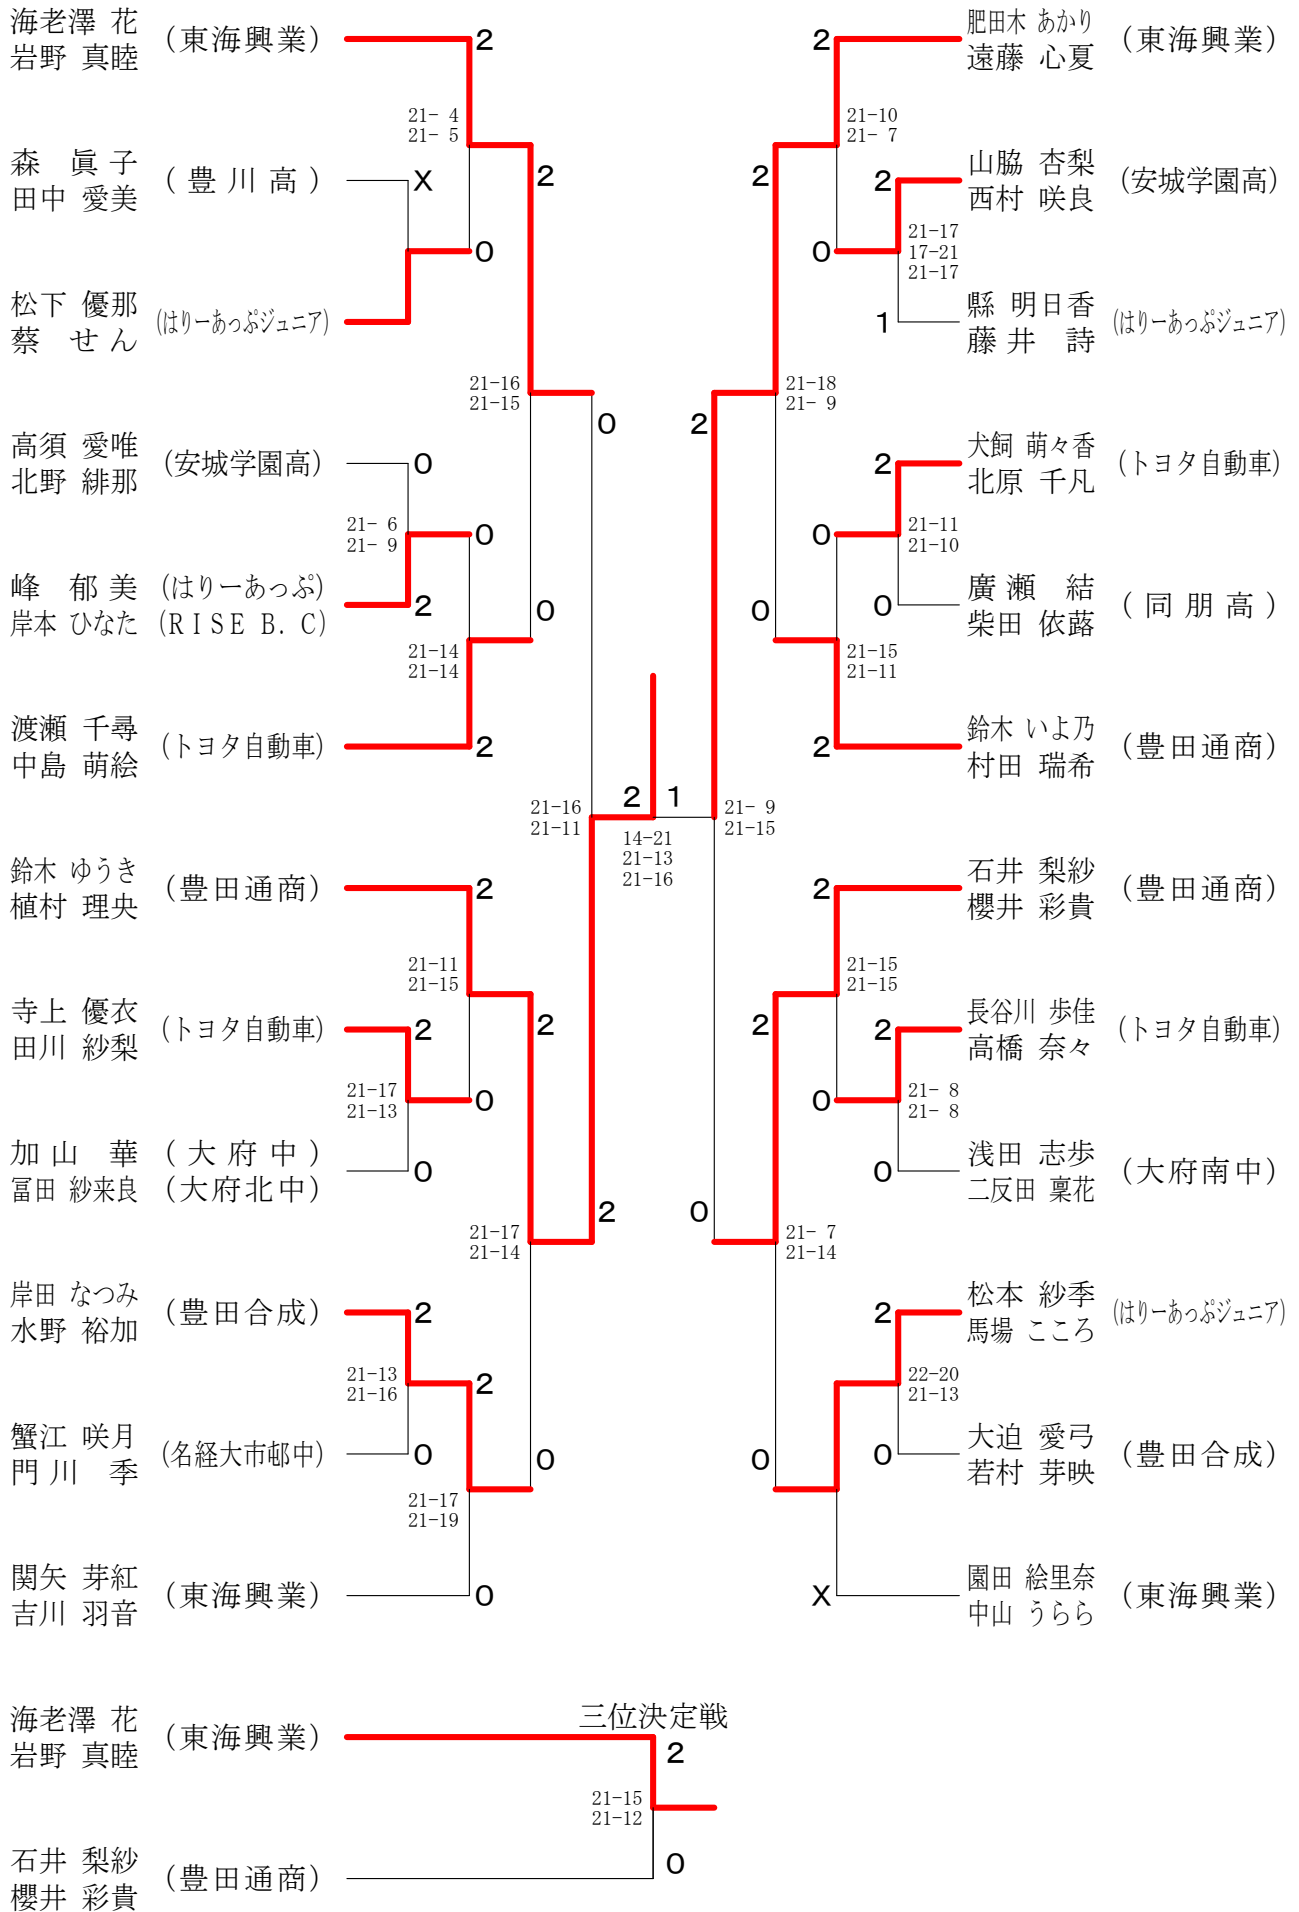 海老澤 花
岩野 真睦
(東海興業)
2
21- 4
21- 5
森 眞子
田中 愛美
(豊川高)
X
2
0
松下 優那
蔡 せん
(はりーあっぷジュニア)
21-16
21-15
0
高須 愛唯
北野 緋那
(安城学園高)
0
21- 6
21- 9
0
峰 郁美
岸本 ひなた
(はりーあっぷ)
(RISE B.C)
2
0
21-14
21-14
渡瀬 千尋
中島 萌絵
(トヨタ自動車)
2
21-16
21-11
2
1
14-21
21-13
21-16
鈴木 ゆうき
植村 理央
(豊田通商)
2
21-11
21-15
寺上 優衣
田川 紗梨
(トヨタ自動車)
2
2
21-17
21-13
0
加山 華
冨田 紗来良
(大府中)
(大府北中)
0
2
21-17
21-14
岸田 なつみ
水野 裕加
(豊田合成)
2
21-13
21-16
2
蟹江 咲月
門川 季
(名経大市邨中)
0
0
21-17
21-19
関矢 芽紅
吉川 羽音
(東海興業)
0
2
肥田木 あかり
遠藤 心夏
(東海興業)
21-10
21- 7
2
2
山脇 杏梨
西村 咲良
(安城学園高)
0
21-17
17-21
21-17
1
縣 明日香
藤井 詩
(はりーあっぷジュニア)
21-18
21- 9
2
2
犬飼 萌々香
北原 千凡
(トヨタ自動車)
0
21-11
21-10
0
0
廣瀬 結
柴田 依蕗
(同朋高)
21-15
21-11
2
鈴木 いよ乃
村田 瑞希
(豊田通商)
21- 9
21-15
2
石井 梨紗
櫻井 彩貴
(豊田通商)
21-15
21-15
2
2
長谷川 歩佳
高橋 奈々
(トヨタ自動車)
0
21- 8
21- 8
0
浅田 志歩
二反田 稟花
(大府南中)
0
21- 7
21-14
2
松本 紗季
馬場 こころ
(はりーあっぷジュニア)
22-20
21-13
0
0
大迫 愛弓
若村 芽映
(豊田合成)
X
園田 絵里奈
中山 うらら
(東海興業)
三位決定戦
海老澤 花
岩野 真睦
(東海興業)
2
21-15
21-12
石井 梨紗
櫻井 彩貴
(豊田通商)
0